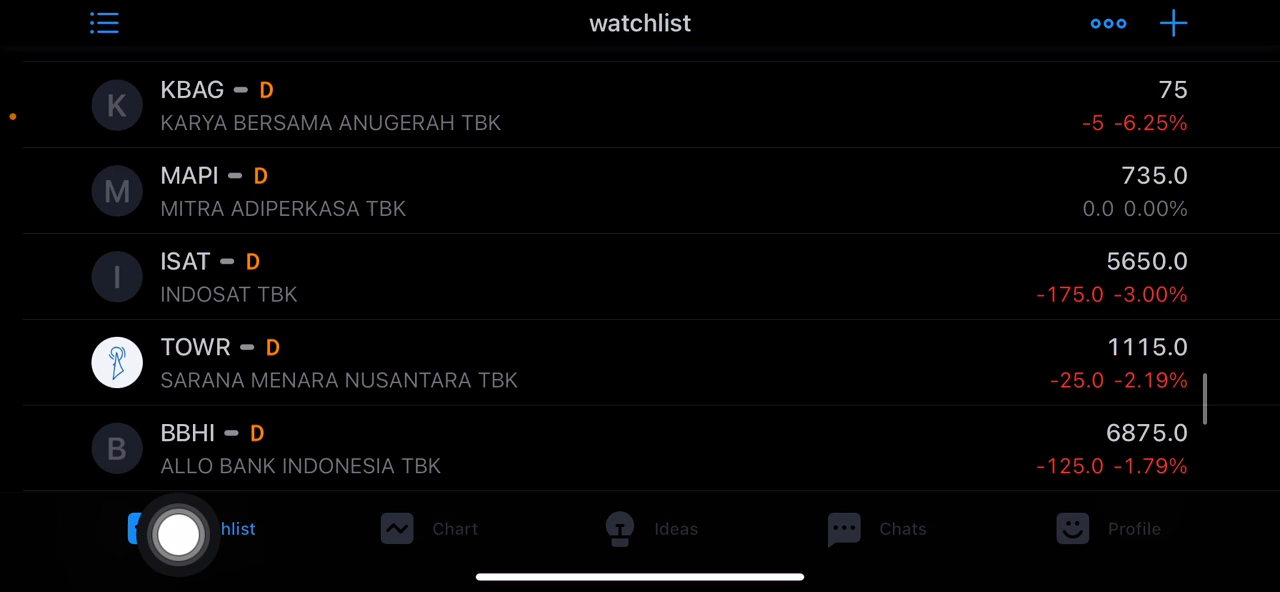 watchlist
K
KBAG D
75
KARYA BERSAMA ANUGERAH TBK
-5 -6.25%
M
MAPI D
735.0
MITRA ADIPERKASA TBK
0.0 0.00%
I
ISAT D
5650.0
INDOSAT TBK
-175.0 -3.00%
TOWR D
1115.0
SARANA MENARA NUSANTARA TBK
-25.0 -2.19%
B
BBHI D
6875.0
ALLO BANK INDONESIA TBK
-125.0 -1.79%
hlist
Chart
Ideas
Chats
Profile